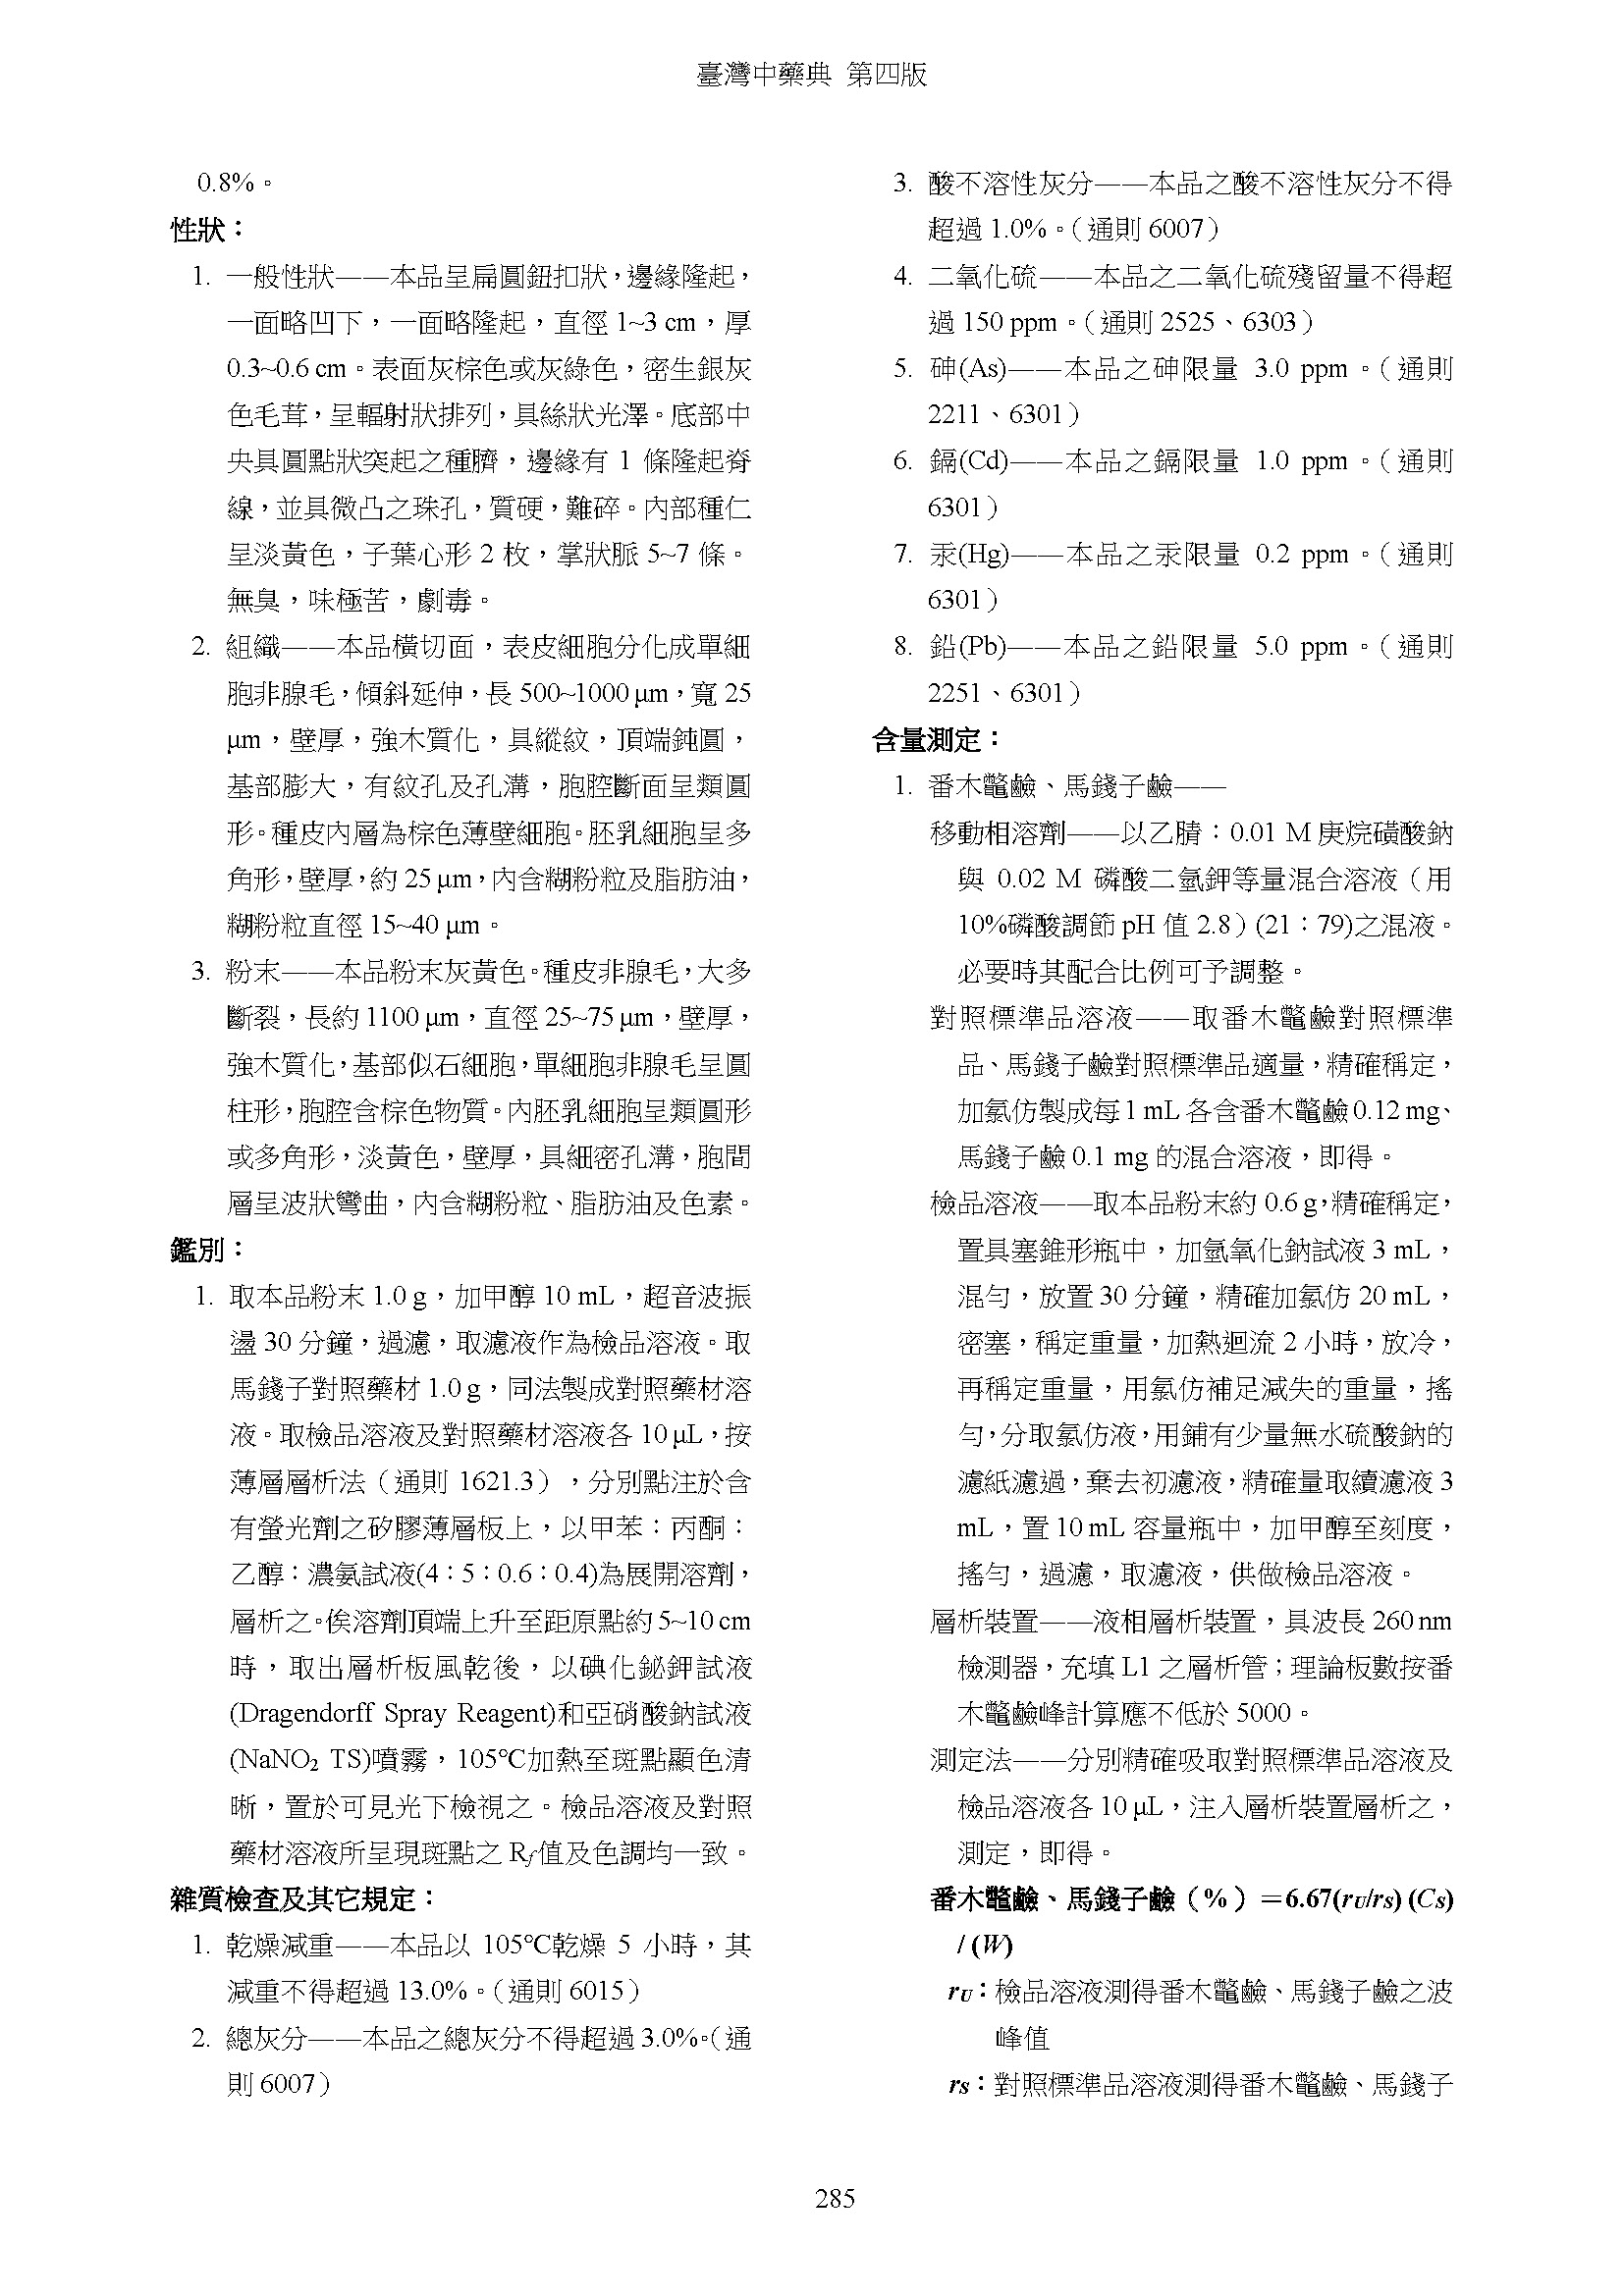 臺灣中藥典 第四版
0.8%。
性狀：
1. 一般性狀——本品呈扁圓鈕扣狀，邊緣隆起，
一面略凹下，一面略隆起，直徑 1~3 cm，厚
0.3~0.6 cm。表面灰棕色或灰綠色，密生銀灰
色毛茸，呈輻射狀排列，具絲狀光澤。底部中
央具圓點狀突起之種臍，邊緣有 1 條隆起脊
線，並具微凸之珠孔，質硬，難碎。內部種仁
呈淡黃色，子葉心形 2 枚，掌狀脈 5~7 條。
無臭，味極苦，劇毒。
2. 組織——本品橫切面，表皮細胞分化成單細
胞非腺毛，傾斜延伸，長 500~1000 μm，寬 25
μm，壁厚，強木質化，具縱紋，頂端鈍圓，
基部膨大，有紋孔及孔溝，胞腔斷面呈類圓
形。種皮內層為棕色薄壁細胞。胚乳細胞呈多
角形，壁厚，約 25 μm，內含糊粉粒及脂肪油，
糊粉粒直徑 15~40 μm。
3. 粉末——本品粉末灰黃色。種皮非腺毛，大多
斷裂，長約 1100 μm，直徑 25~75 μm，壁厚，
強木質化，基部似石細胞，單細胞非腺毛呈圓
柱形，胞腔含棕色物質。內胚乳細胞呈類圓形
或多角形，淡黃色，壁厚，具細密孔溝，胞間
層呈波狀彎曲，內含糊粉粒、脂肪油及色素。
鑑別：
1. 取本品粉末 1.0 g，加甲醇 10 mL，超音波振
盪 30 分鐘，過濾，取濾液作為檢品溶液。取
馬錢子對照藥材 1.0 g，同法製成對照藥材溶
液。取檢品溶液及對照藥材溶液各 10 μL，按
薄層層析法（通則 1621.3），分別點注於含
有螢光劑之矽膠薄層板上，以甲苯：丙酮：
乙醇：濃氨試液(4：5：0.6：0.4)為展開溶劑，
層析之。俟溶劑頂端上升至距原點約 5~10 cm
時，取出層析板風乾後，以碘化鉍鉀試液
(Dragendorff Spray Reagent)和亞硝酸鈉試液
(NaNO₂ TS)噴霧，105℃加熱至斑點顯色清
晰，置於可見光下檢視之。檢品溶液及對照
藥材溶液所呈現斑點之 Rf值及色調均一致。
雜質檢查及其它規定：
1. 乾燥減重——本品以 105℃乾燥 5 小時，其
減重不得超過 13.0%。（通則 6015）
2. 總灰分——本品之總灰分不得超過 3.0%。（通
則 6007）
3. 酸不溶性灰分——本品之酸不溶性灰分不得
超過 1.0%。（通則 6007）
4. 二氧化硫——本品之二氧化硫殘留量不得超
過 150 ppm。（通則 2525、6303）
5. 砷(As)——本品之砷限量 3.0 ppm。（通則
2211、6301）
6. 鎘(Cd)——本品之鎘限量 1.0 ppm。（通則
6301）
7. 汞(Hg)——本品之汞限量 0.2 ppm。（通則
6301）
8. 鉛(Pb)——本品之鉛限量 5.0 ppm。（通則
2251、6301）
含量測定：
1. 番木鼈鹼、馬錢子鹼——
移動相溶劑——以乙腈：0.01 M 庚烷磺酸鈉
與 0.02 M 磷酸二氫鉀等量混合溶液（用
10%磷酸調節 pH 值 2.8）(21：79)之混液。
必要時其配合比例可予調整。
對照標準品溶液——取番木鼈鹼對照標準
品、馬錢子鹼對照標準品適量，精確稱定，
加氯仿製成每 1 mL 各含番木鼈鹼 0.12 mg、
馬錢子鹼 0.1 mg 的混合溶液，即得。
檢品溶液——取本品粉末約 0.6 g，精確稱定，
置具塞錐形瓶中，加氫氧化鈉試液 3 mL，
混勻，放置 30 分鐘，精確加氯仿 20 mL，
密塞，稱定重量，加熱迴流 2 小時，放冷，
再稱定重量，用氯仿補足減失的重量，搖
勻，分取氯仿液，用鋪有少量無水硫酸鈉的
濾紙濾過，棄去初濾液，精確量取續濾液 3
mL，置 10 mL 容量瓶中，加甲醇至刻度，
搖勻，過濾，取濾液，供做檢品溶液。
層析裝置——液相層析裝置，具波長 260 nm
檢測器，充填 L1 之層析管；理論板數按番
木鼈鹼峰計算應不低於 5000。
測定法——分別精確吸取對照標準品溶液及
檢品溶液各 10 μL，注入層析裝置層析之，
測定，即得。
番木鼈鹼、馬錢子鹼（%）＝6.67(rU/rS) (CS)
/ (W)
rU：檢品溶液測得番木鼈鹼、馬錢子鹼之波
峰值
rS：對照標準品溶液測得番木鼈鹼、馬錢子
285